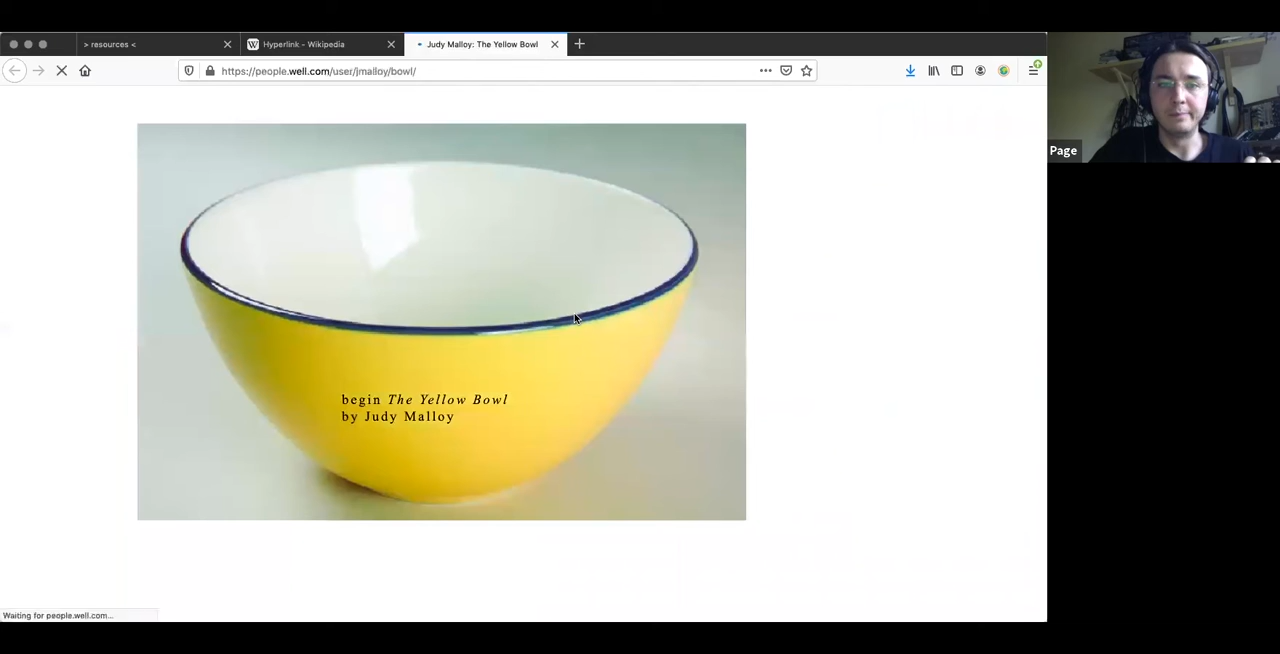 > resources <
Hyperlink - Wikipedia
Judy Malloy: The Yellow Bowl
https://people.well.com/user/jmalloy/bowl/
Page
begin The Yellow Bowl
by Judy Malloy
Waiting for people.well.com...